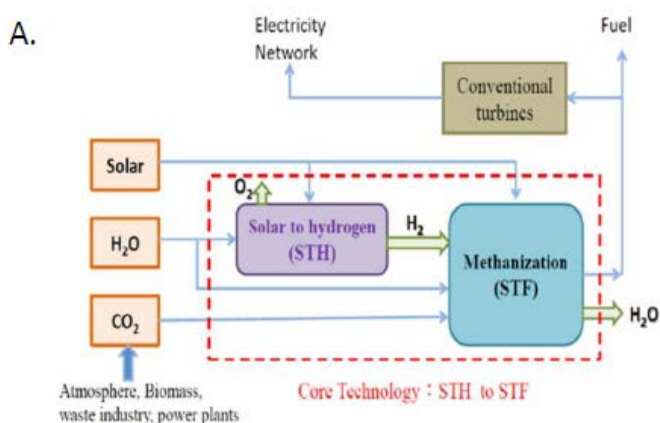 A.
Electricity
Network
Fuel
Conventional
turbines
Solar
O₂
Solar to hydrogen
(STH)
H₂
H₂O
Methanization
(STF)
CO₂
H₂O
Atmosphere, Biomass,
waste industry, power plants
Core Technology：STH to STF